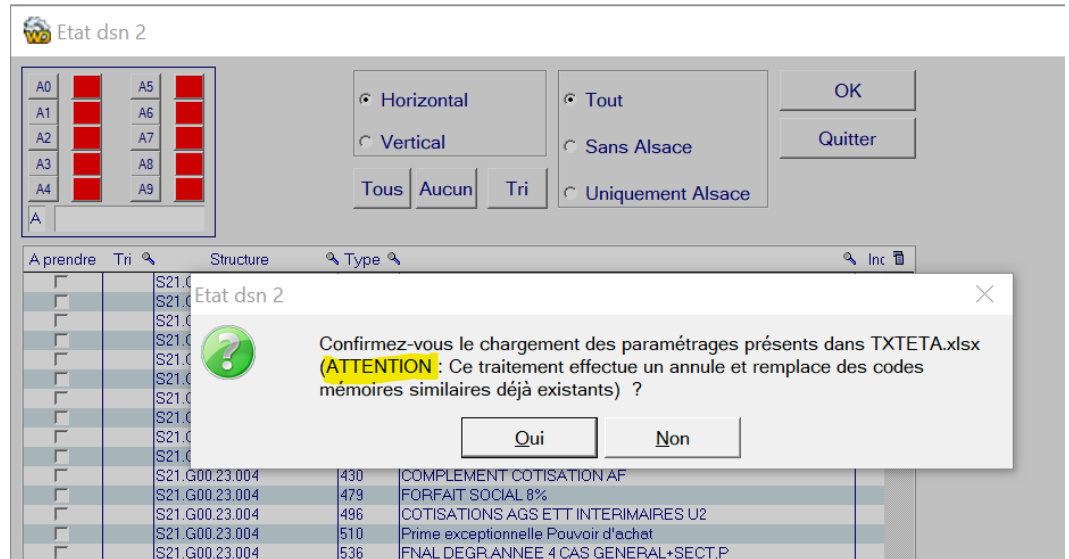 Etat dsn 2
A0 A5
A1 A6
A2 A7
A3 A8
A4 A9
A
Horizontal
Vertical
Tous Aucun Tri
Tout
Sans Alsace
Uniquement Alsace
OK
Quitter
A prendre Tri Structure Type Inc
Etat dsn 2
Confirmez-vous le chargement des paramétrages présents dans TXTETA.xlsx
(ATTENTION : Ce traitement effectue un annule et remplace des codes
mémoires similaires déjà existants) ?
Oui Non
S21.G00.23.004 430 COMPLEMENT COTISATION AF
S21.G00.23.004 479 FORFAIT SOCIAL 8%
S21.G00.23.004 496 COTISATIONS AGS ETT INTERIMAIRES U2
S21.G00.23.004 510 Prime exceptionnelle Pouvoir d'achat
S21.G00.23.004 536 FNAL DEGR.ANNEE 4 CAS GENERAL+SECT.P